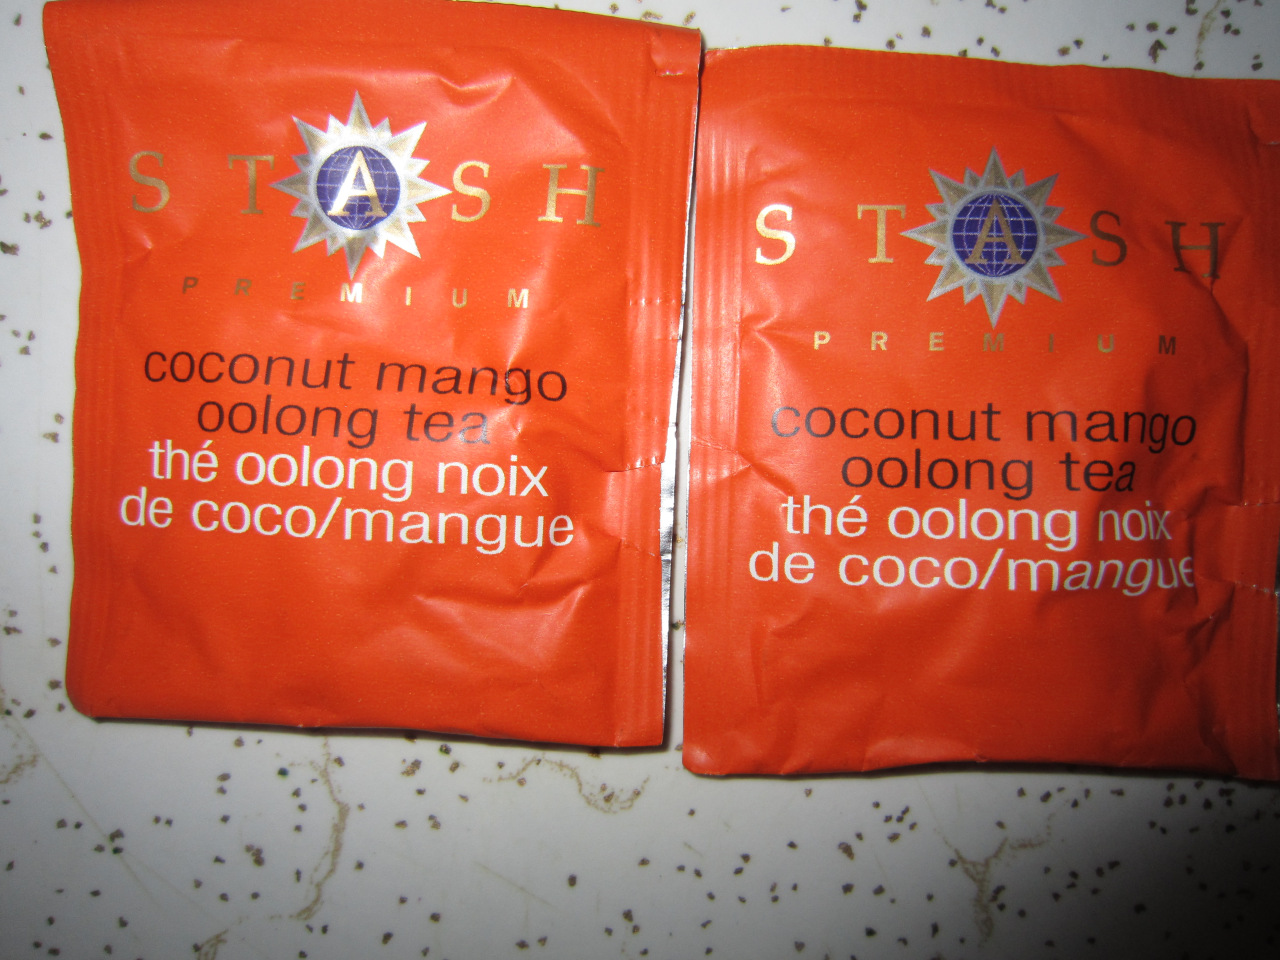 STASH
PREMIUM
coconut mango
oolong tea
thé oolong noix
de coco/mangue
STASH
PREMIUM
coconut mango
oolong tea
thé oolong noix
de coco/mangue